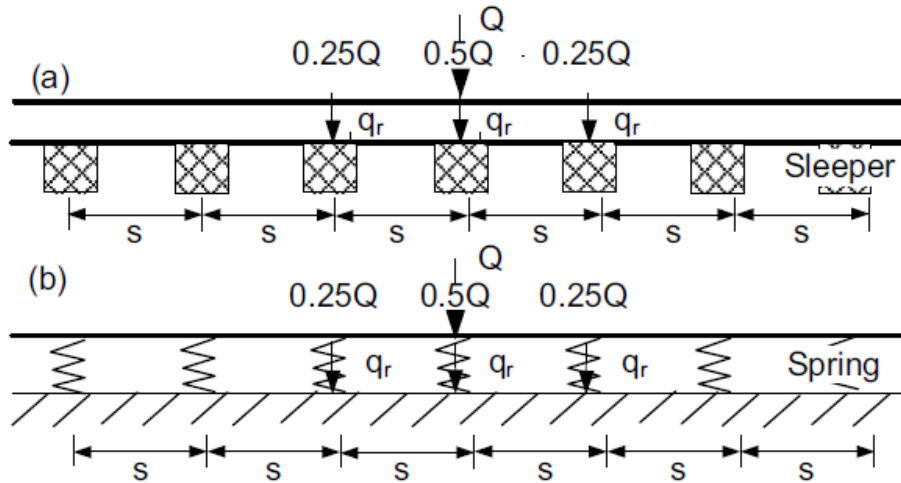 Q
0.25Q 0.5Q · 0.25Q
(a)
qr qr qr
Sleeper
s s s s s s
(b)
Q
0.25Q 0.5Q 0.25Q
qr qr qr
Spring
s s s s s s